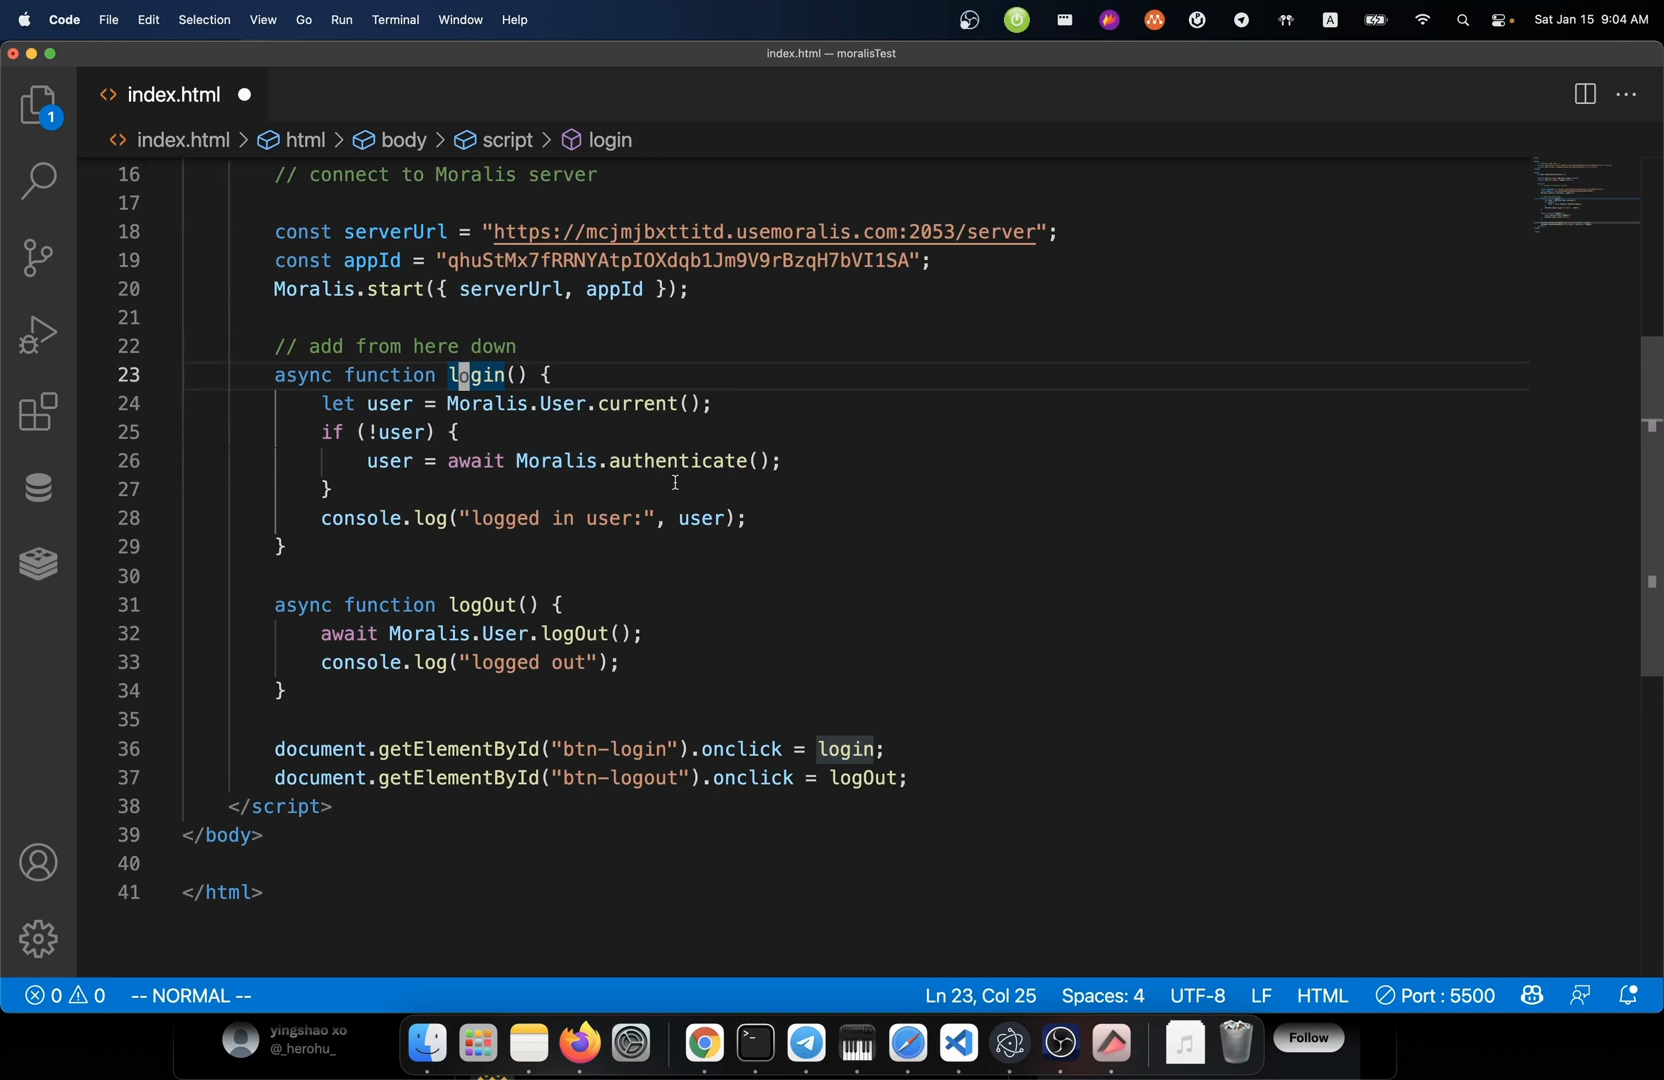 Code File Edit Selection View Go Run Terminal Window Help A Sat Jan 15 9:04 AM
index.html — moralisTest
1 <> index.html
<> index.html > html > body > script > login
16 // connect to Moralis server
17
18 const serverUrl = "https://mcjmjbxttitd.usemoralis.com:2053/server";
19 const appId = "qhuStMx7fRRNYAtpIOXdqb1Jm9V9rBzqH7bVI1SA";
20 Moralis.start({ serverUrl, appId });
21
22 // add from here down
23 async function login() {
24 let user = Moralis.User.current();
25 if (!user) {
26 user = await Moralis.authenticate();
27 }
28 console.log("logged in user:", user);
29 }
30
31 async function logOut() {
32 await Moralis.User.logOut();
33 console.log("logged out");
34 }
35
36 document.getElementById("btn-login").onclick = login;
37 document.getElementById("btn-logout").onclick = logOut;
38 </script>
39 </body>
40
41 </html>
0 0 -- NORMAL -- Ln 23, Col 25 Spaces: 4 UTF-8 LF HTML Port : 5500
yingshao xo
@_herohu_
Follow